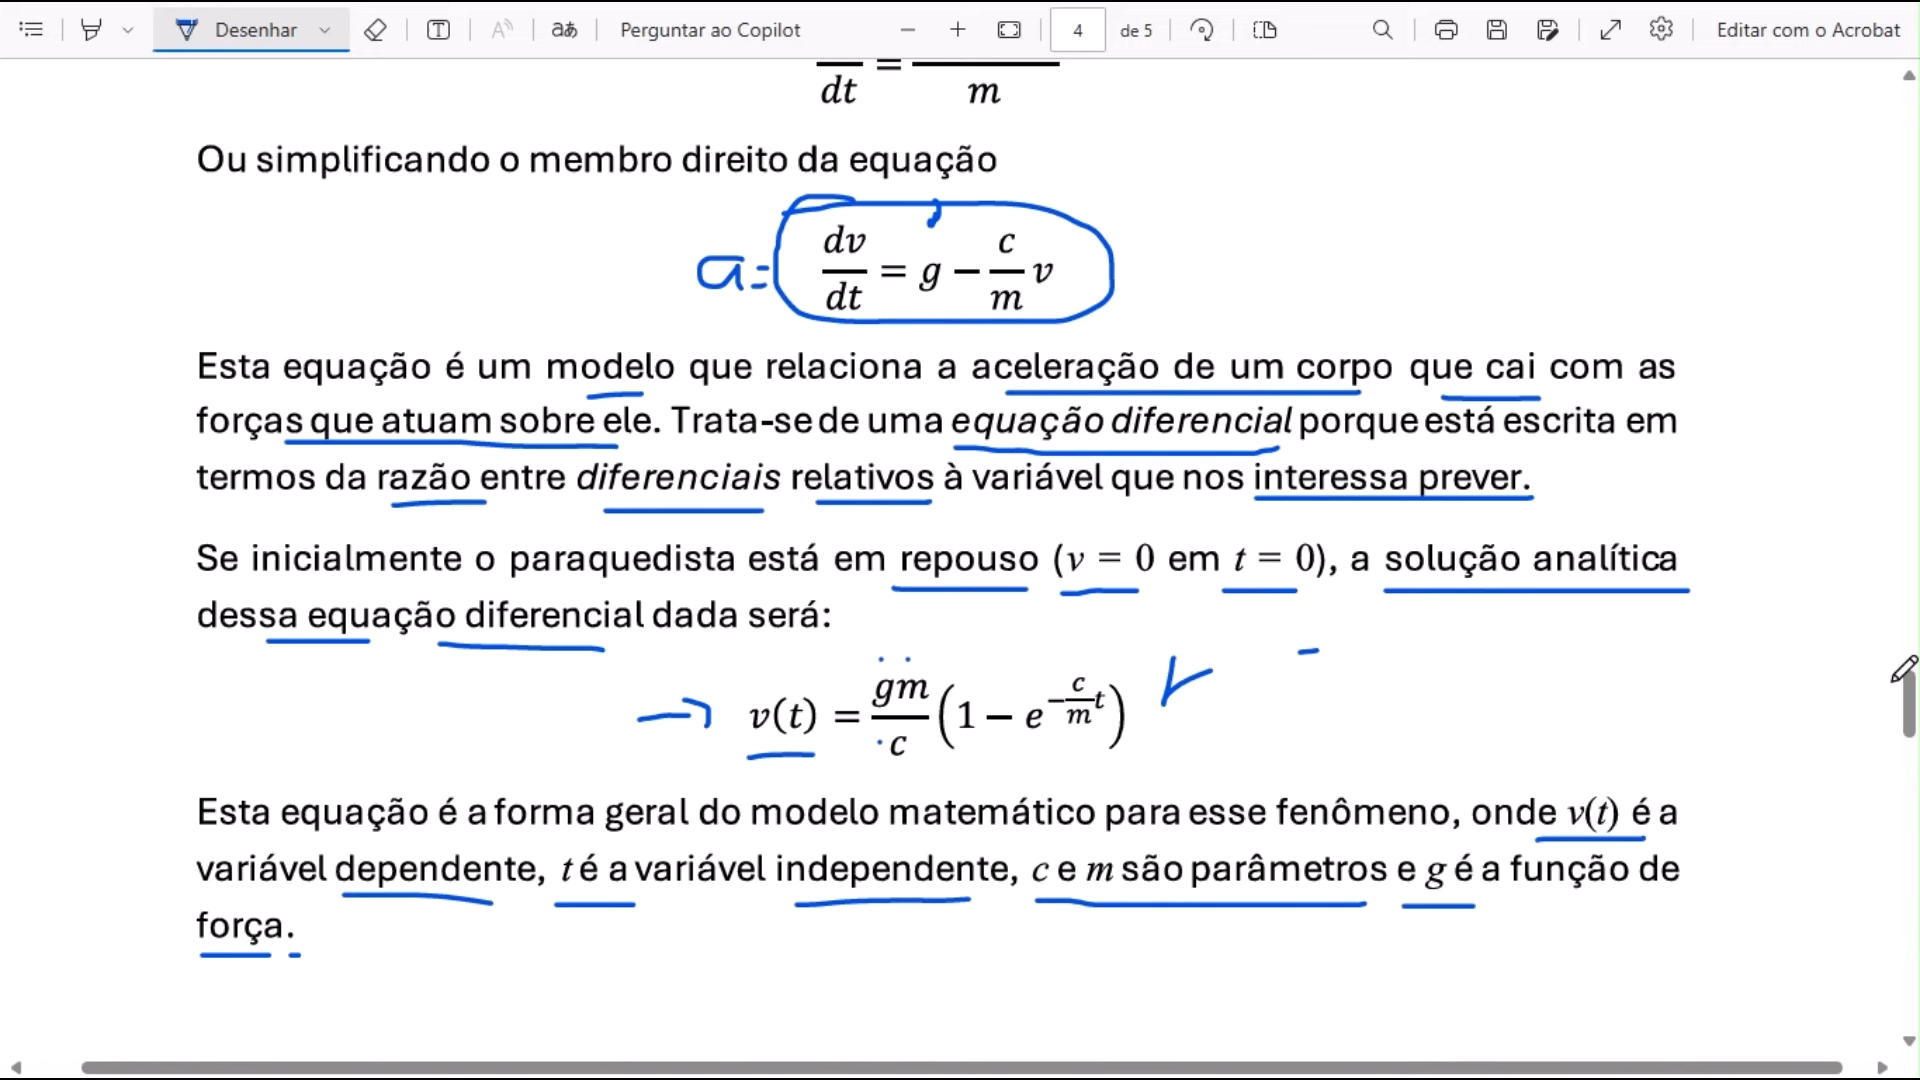 Desenhar T A aあ Perguntar ao Copilot 4 de 5 Editar com o Acrobat
dt = m
Ou simplificando o membro direito da equação
a= dv/dt = g − c/m v
Esta equação é um modelo que relaciona a aceleração de um corpo que cai com as
forças que atuam sobre ele. Trata-se de uma equação diferencial porque está escrita em
termos da razão entre diferenciais relativos à variável que nos interessa prever.
Se inicialmente o paraquedista está em repouso (v = 0 em t = 0), a solução analítica
dessa equação diferencial dada será:
v(t) = gm/c (1 − e^(−c/m t))
Esta equação é a forma geral do modelo matemático para esse fenômeno, onde v(t) é a
variável dependente, t é a variável independente, c e m são parâmetros e g é a função de
força.